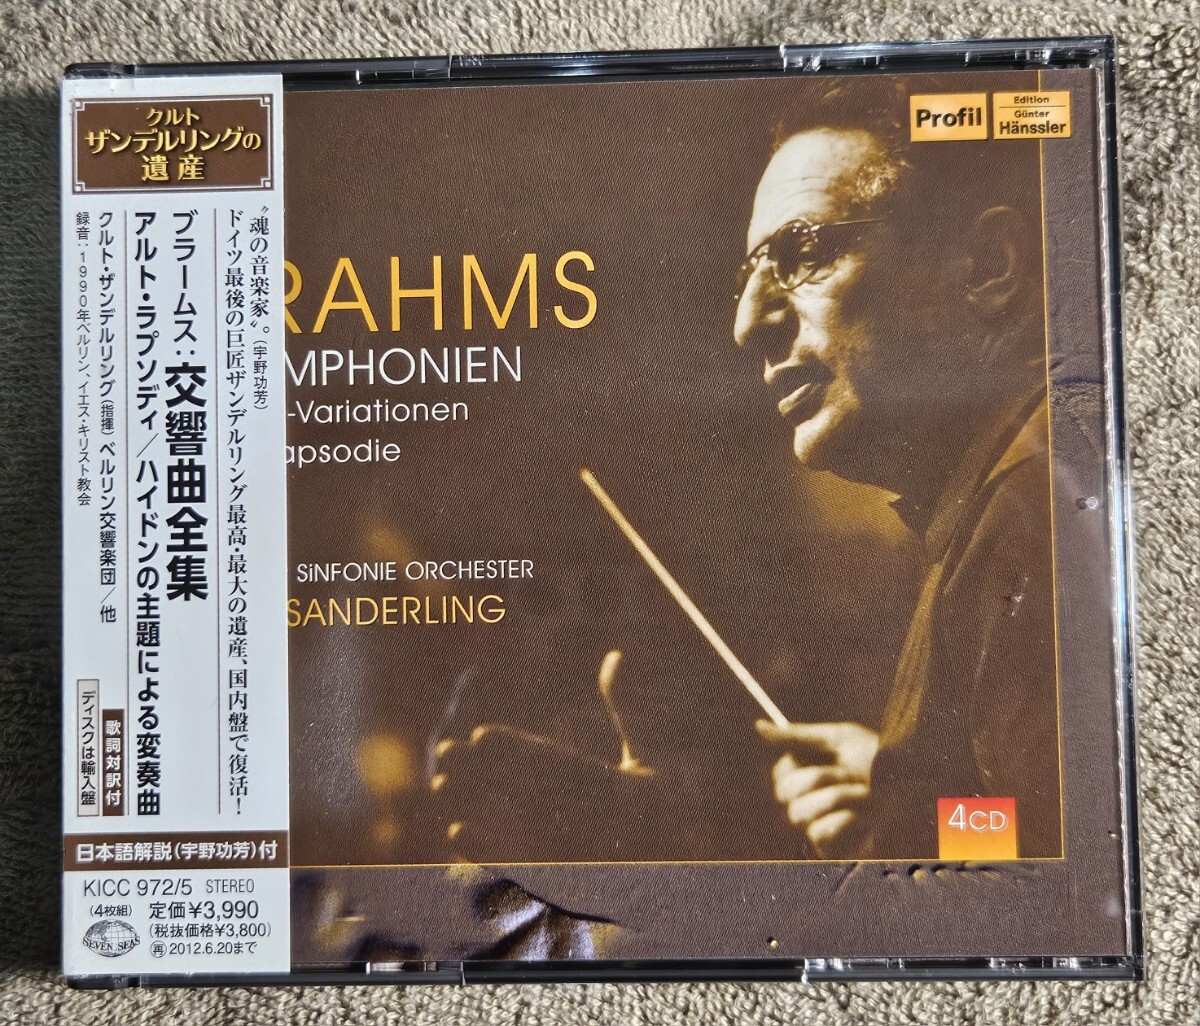 クルト
ザンデルリングの
遺産
“魂の音楽家”。(宇野功芳)
ドイツ最後の巨匠ザンデルリング最高・最大の遺産、国内盤で復活!
ブラームス:交響曲全集
アルト・ラプソディ/ハイドンの主題による変奏曲
クルト・ザンデルリング(指揮)ベルリン交響楽団/他
録音:1990年ベルリン、イエス・キリスト教会
歌詞対訳付
ディスクは輸入盤
日本語解説(宇野功芳)付
KICC 972/5 STEREO
(4枚組) 定価¥3,990
(税抜価格¥3,800)
再 2012.6.20まで
SEVEN SEAS
Profil
Edition
Günter
Hänssler
RAHMS
MPHONIEN
-Variationen
apsodie
SiNFONIE ORCHESTER
SANDERLING
4CD